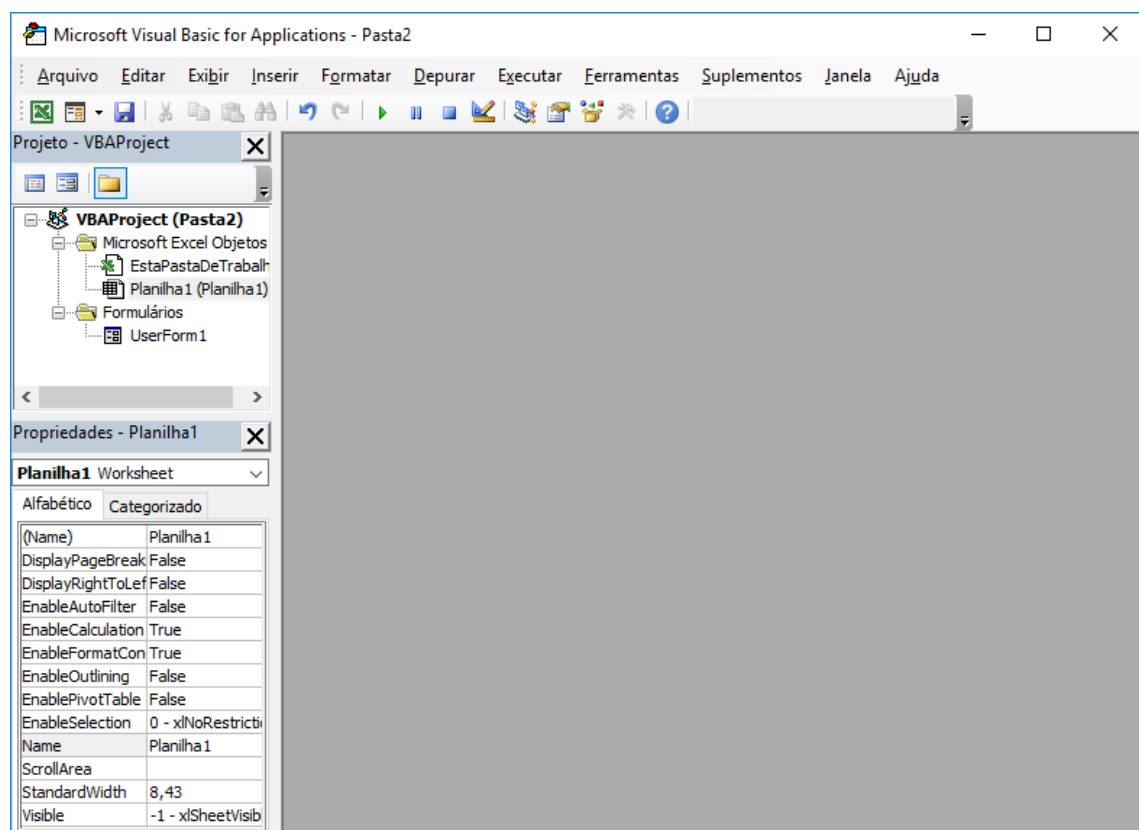 Microsoft Visual Basic for Applications - Pasta2
Arquivo Editar Exibir Inserir Formatar Depurar Executar Ferramentas Suplementos Janela Ajuda
Projeto - VBAProject
VBAProject (Pasta2)
Microsoft Excel Objetos
EstaPastaDeTrabalh
Planilha1 (Planilha1)
Formulários
UserForm1
Propriedades - Planilha1
Planilha1 Worksheet
Alfabético Categorizado
(Name) Planilha1
DisplayPageBreak False
DisplayRightToLef False
EnableAutoFilter False
EnableCalculation True
EnableFormatCon True
EnableOutlining False
EnablePivotTable False
EnableSelection 0 - xlNoRestricti
Name Planilha1
ScrollArea
StandardWidth 8,43
Visible -1 - xlSheetVisib